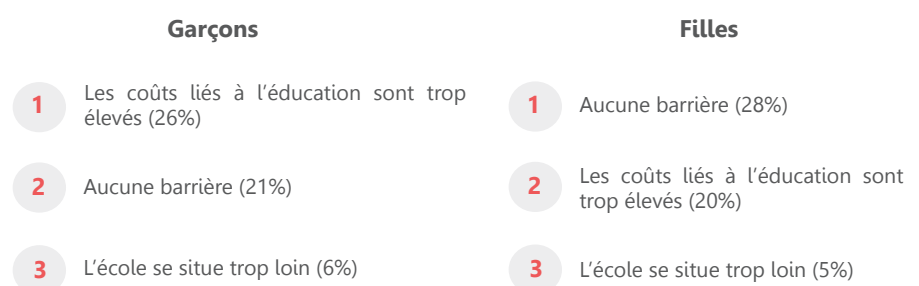 Garçons
1
Les coûts liés à l'éducation sont trop
élevés (26%)
2
Aucune barrière (21%)
3
L'école se situe trop loin (6%)
Filles
1
Aucune barrière (28%)
2
Les coûts liés à l'éducation sont
trop élevés (20%)
3
L'école se situe trop loin (5%)